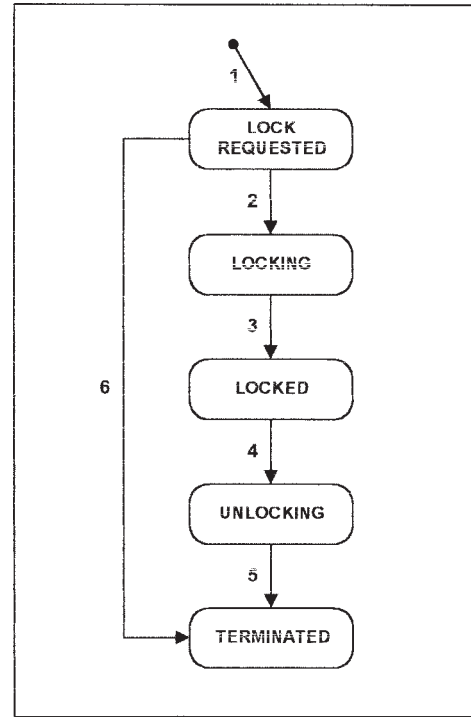 1
LOCK
REQUESTED
2
LOCKING
3
6
LOCKED
4
UNLOCKING
5
TERMINATED